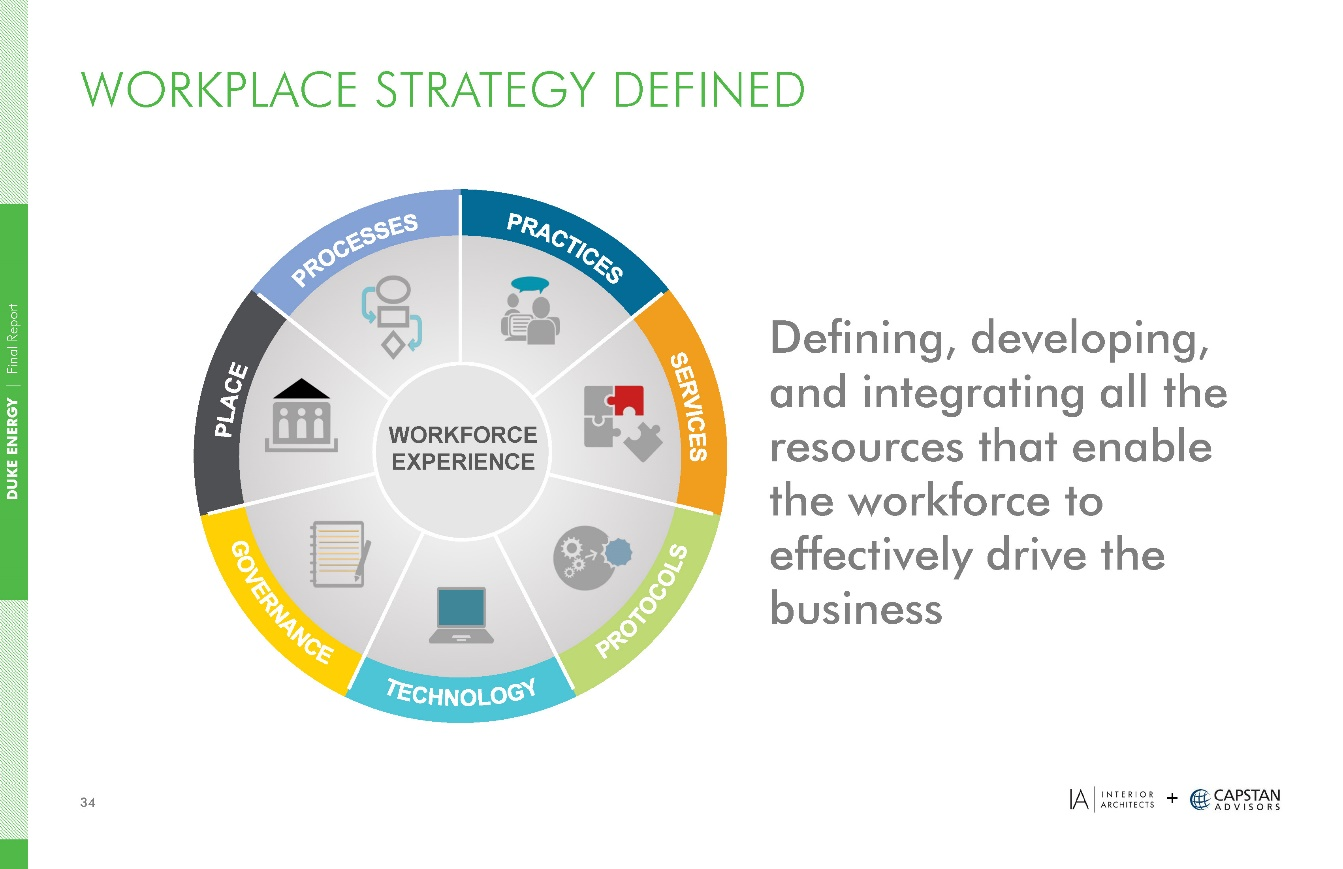 WORKPLACE STRATEGY DEFINED
DUKE ENERGY | Final Report
PROCESSES
PRACTICES
PLACE
SERVICES
WORKFORCE
EXPERIENCE
GOVERNANCE
PROTOCOLS
TECHNOLOGY
Defining, developing,
and integrating all the
resources that enable
the workforce to
effectively drive the
business
34
IA INTERIOR
ARCHITECTS
+
CAPSTAN
ADVISORS